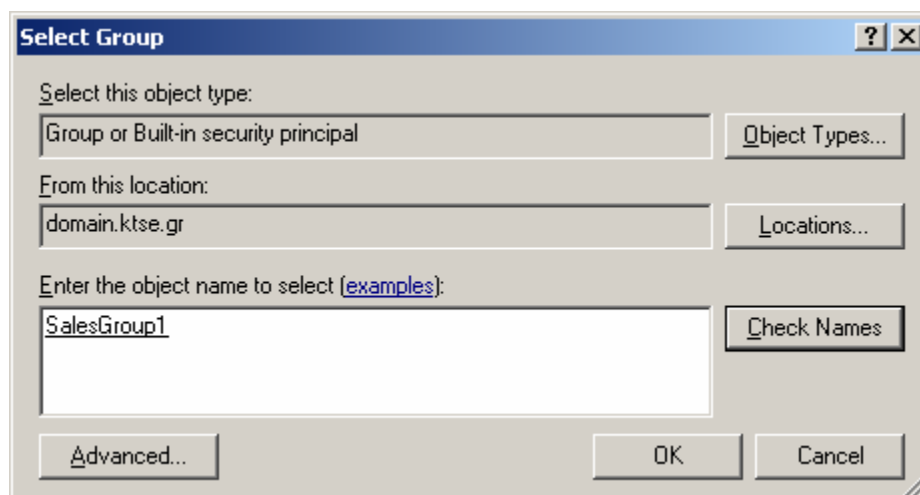 Select Group
Select this object type:
Group or Built-in security principal
Object Types...
From this location:
domain.ktse.gr
Locations...
Enter the object name to select (examples):
SalesGroup1
Check Names
Advanced...
OK
Cancel